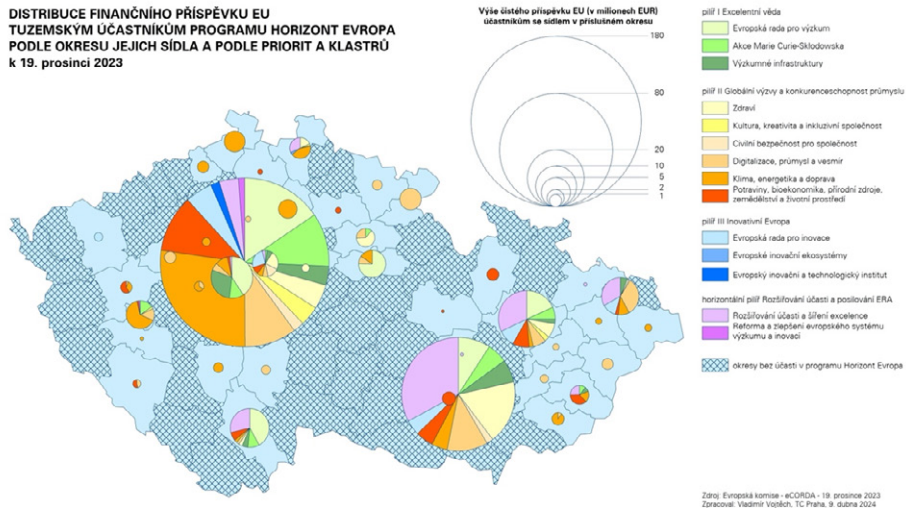 DISTRIBUCE FINANČNÍHO PŘÍSPĚVKU EU
TUZEMSKÝM ÚČASTNÍKŮM PROGRAMU HORIZONT EVROPA
PODLE OKRESU JEJICH SÍDLA A PODLE PRIORIT A KLASTRŮ
k 19. prosinci 2023
Výše čistého příspěvku EU (v milionech EUR)
účastníkům se sídlem v příslušném okresu
180
80
20
10
5
2
1
pilíř I Excelentní věda
Evropská rada pro výzkum
Akce Marie Curie-Skłodowska
Výzkumné infrastruktury
pilíř II Globální výzvy a konkurenceschopnost průmyslu
Zdraví
Kultura, kreativita a inkluzivní společnost
Civilní bezpečnost pro společnost
Digitalizace, průmysl a vesmír
Klima, energetika a doprava
Potraviny, bioekonomika, přírodní zdroje,
zemědělství a životní prostředí
pilíř III Inovativní Evropa
Evropská rada pro inovace
Evropské inovační ekosystémy
Evropský inovační a technologický institut
horizontální pilíř Rozšiřování účasti a posilování ERA
Rozšiřování účasti a šíření excelence
Reforma a zlepšení evropského systému
výzkumu a inovací
okresy bez účasti v programu Horizont Evropa
Zdroj: Evropská komise - eCORDA - 19. prosince 2023
Zpracoval: Vladimír Vojtěch, TC Praha, 9. dubna 2024